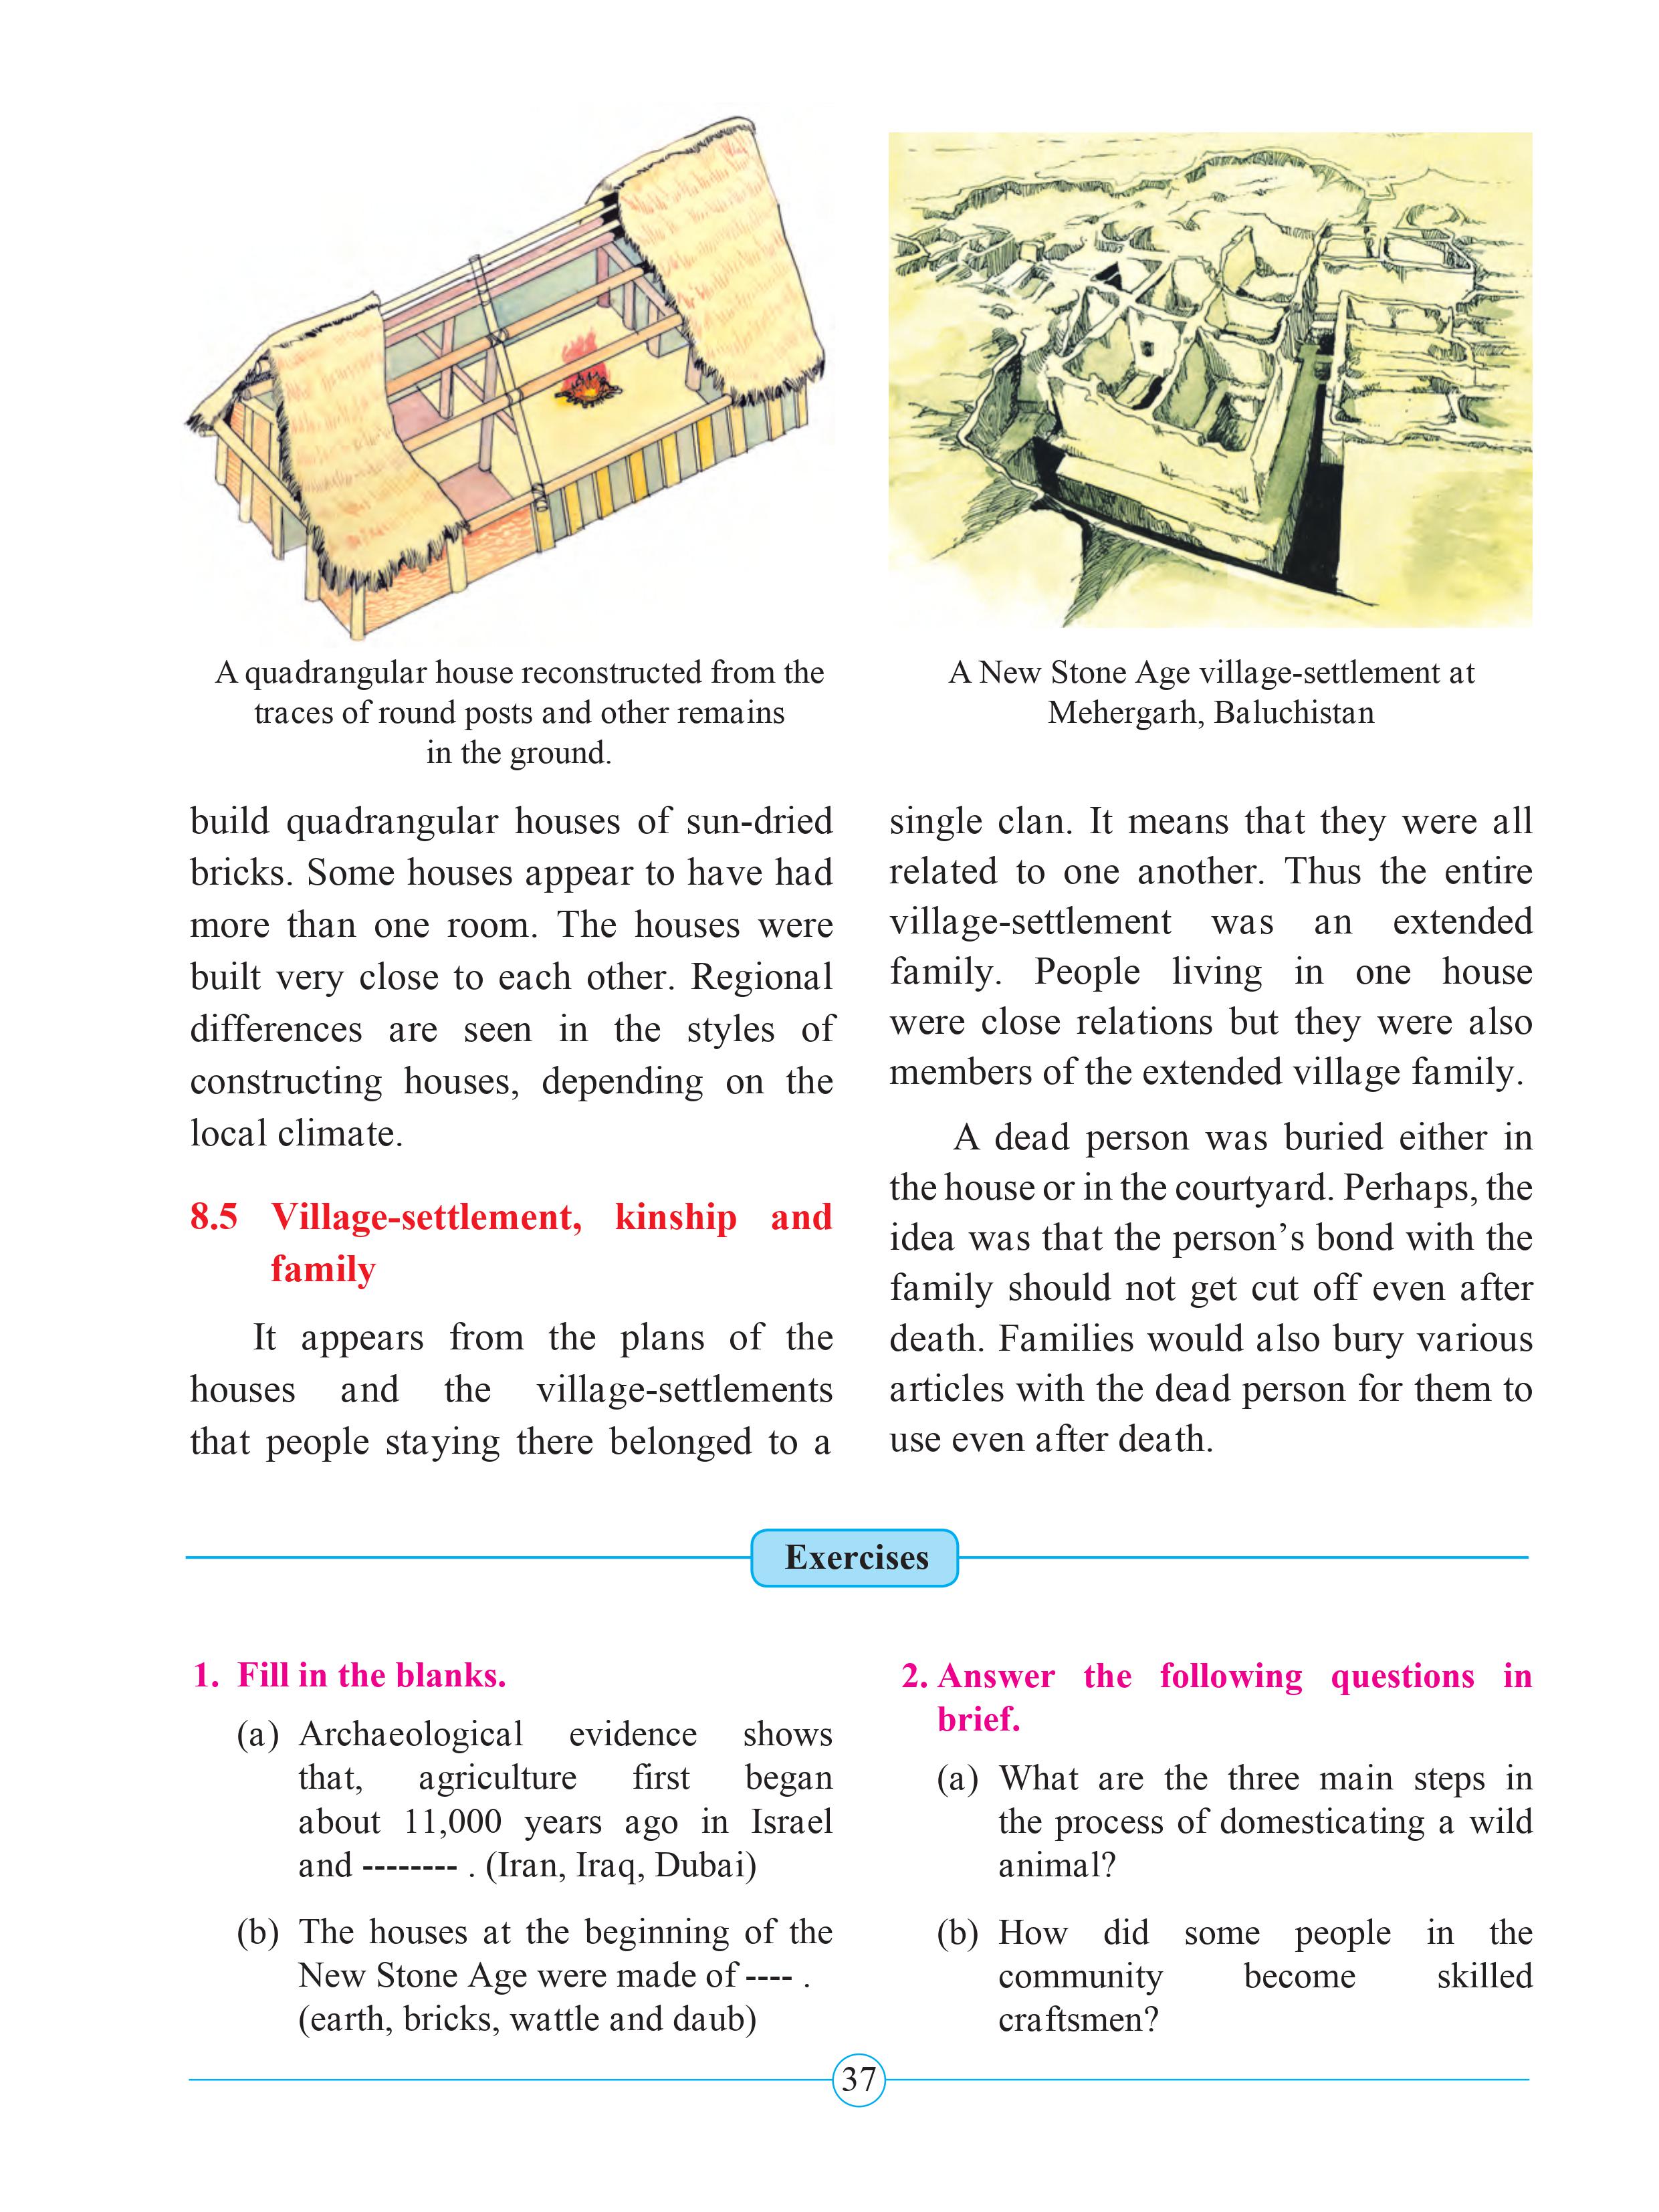 A quadrangular house reconstructed from the
traces of round posts and other remains
in the ground.
A New Stone Age village-settlement at
Mehergarh, Baluchistan
build quadrangular houses of sun-dried
bricks. Some houses appear to have had
more than one room. The houses were
built very close to each other. Regional
differences are seen in the styles of
constructing houses, depending on the
local climate.
8.5 Village-settlement, kinship and
family
It appears from the plans of the
houses and the village-settlements
that people staying there belonged to a
single clan. It means that they were all
related to one another. Thus the entire
village-settlement was an extended
family. People living in one house
were close relations but they were also
members of the extended village family.
A dead person was buried either in
the house or in the courtyard. Perhaps, the
idea was that the person’s bond with the
family should not get cut off even after
death. Families would also bury various
articles with the dead person for them to
use even after death.
Exercises
1. Fill in the blanks.
(a) Archaeological evidence shows
that, agriculture first began
about 11,000 years ago in Israel
and -------- . (Iran, Iraq, Dubai)
(b) The houses at the beginning of the
New Stone Age were made of ---- .
(earth, bricks, wattle and daub)
2. Answer the following questions in
brief.
(a) What are the three main steps in
the process of domesticating a wild
animal?
(b) How did some people in the
community become skilled
craftsmen?
37